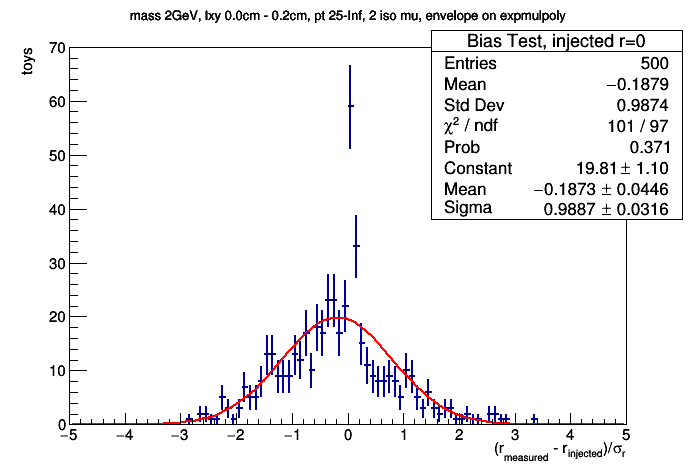 mass 2GeV, lxy 0.0cm - 0.2cm, pt 25-Inf, 2 iso mu, envelope on expmulpoly
Bias Test, injected r=0
Entries 500
Mean −0.1879
Std Dev 0.9874
χ² / ndf 101 / 97
Prob 0.371
Constant 19.81 ± 1.10
Mean −0.1873 ± 0.0446
Sigma 0.9887 ± 0.0316
toys
70
60
50
40
30
20
10
0
−5 −4 −3 −2 −1 0 1 2 3 4 5
(r_measured - r_injected)/σ_r